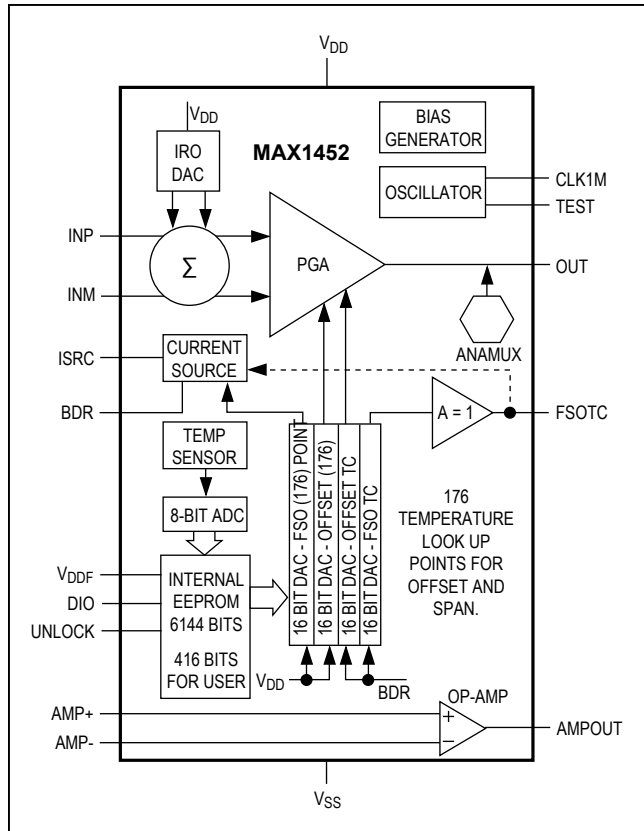 VDD
VDD
IRO
DAC
MAX1452
BIAS
GENERATOR
OSCILLATOR
CLK1M
TEST
INP
INM
Σ
PGA
OUT
ANAMUX
ISRC
BDR
CURRENT
SOURCE
A = 1
FSOTC
TEMP
SENSOR
8-BIT ADC
VDDF
DIO
UNLOCK
INTERNAL
EEPROM
6144 BITS
416 BITS
FOR USER
16 BIT DAC - FSO (176) POINT
16 BIT DAC - OFFSET (176)
16 BIT DAC - OFFSET TC
16 BIT DAC - FSO TC
176
TEMPERATURE
LOOK UP
POINTS FOR
OFFSET AND
SPAN.
VDD
BDR
OP-AMP
AMP+
AMP-
+
−
AMPOUT
VSS